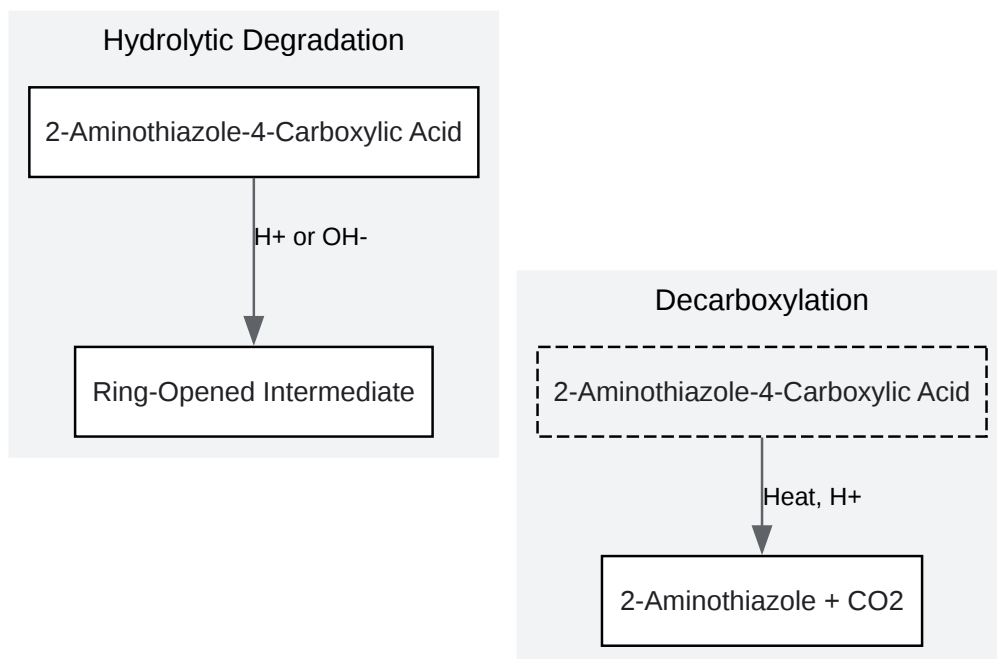 Hydrolytic Degradation
2-Aminothiazole-4-Carboxylic Acid
H+ or OH-
Ring-Opened Intermediate
Decarboxylation
2-Aminothiazole-4-Carboxylic Acid
Heat, H+
2-Aminothiazole + CO2